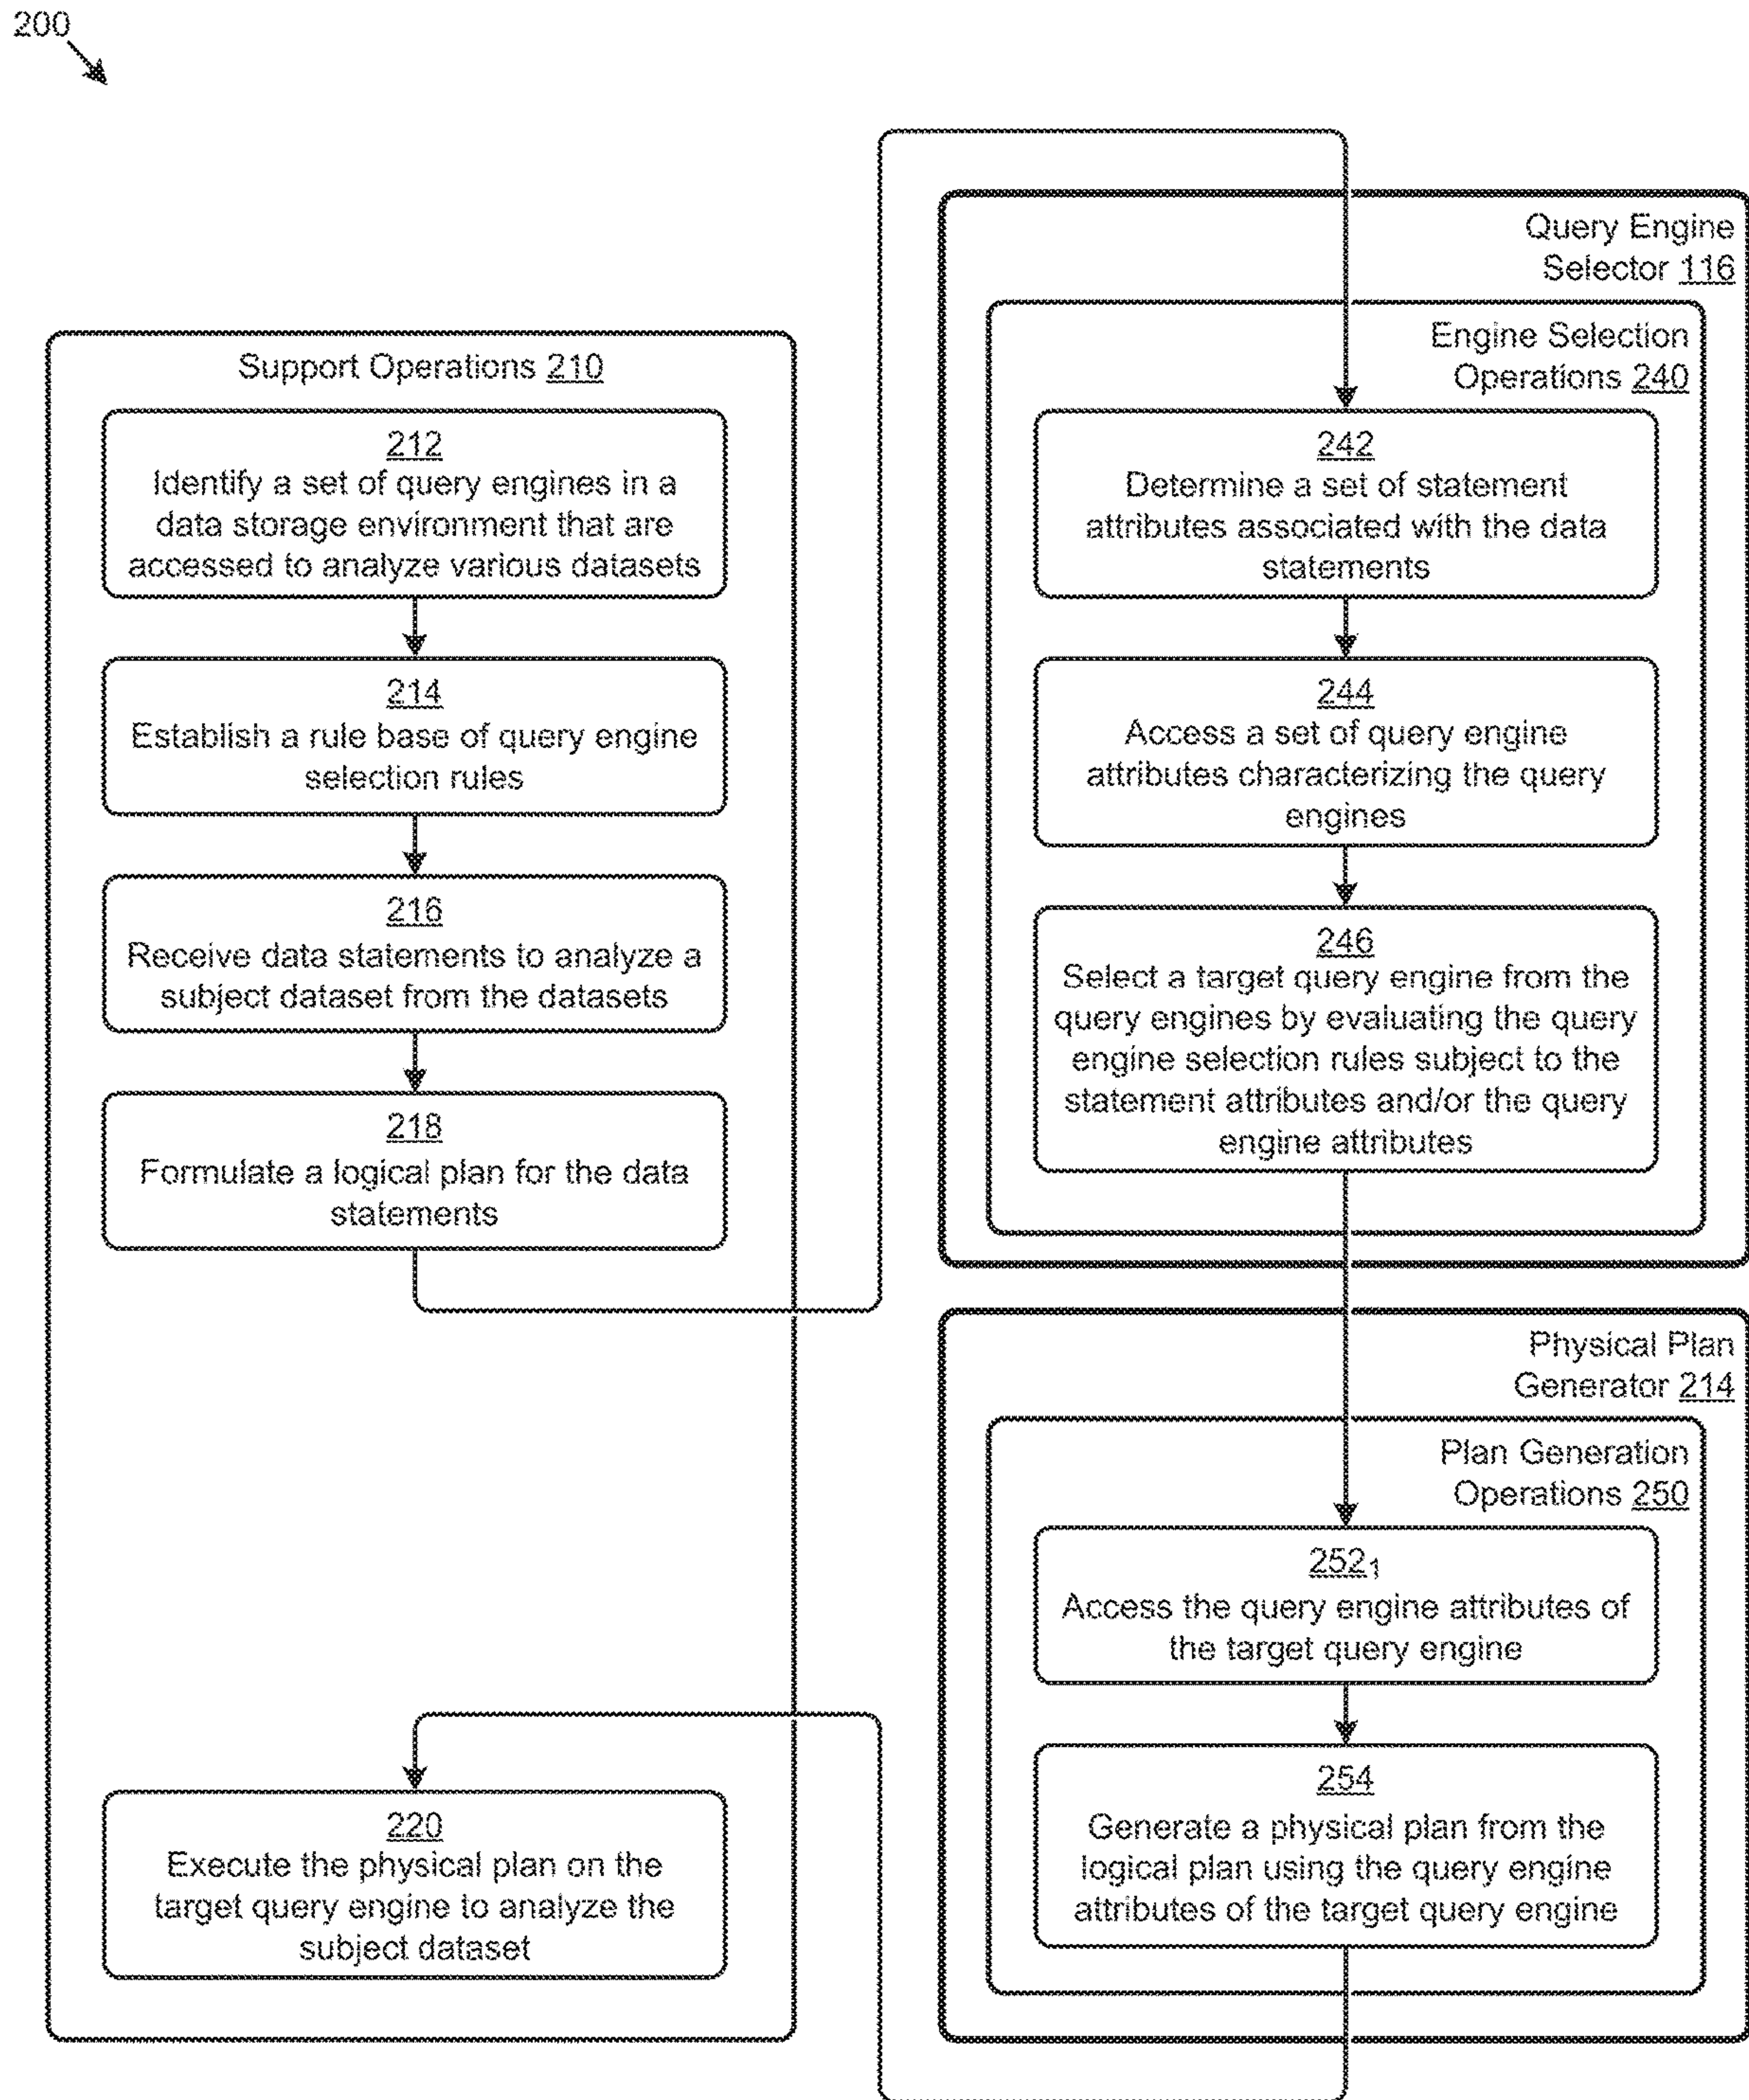 200
Support Operations 210
212
Identify a set of query engines in a
data storage environment that are
accessed to analyze various datasets
214
Establish a rule base of query engine
selection rules
216
Receive data statements to analyze a
subject dataset from the datasets
218
Formulate a logical plan for the data
statements
Query Engine
Selector 116
Engine Selection
Operations 240
242
Determine a set of statement
attributes associated with the data
statements
244
Access a set of query engine
attributes characterizing the query
engines
246
Select a target query engine from the
query engines by evaluating the query
engine selection rules subject to the
statement attributes and/or the query
engine attributes
Physical Plan
Generator 214
Plan Generation
Operations 250
252₁
Access the query engine attributes of
the target query engine
254
Generate a physical plan from the
logical plan using the query engine
attributes of the target query engine
220
Execute the physical plan on the
target query engine to analyze the
subject dataset